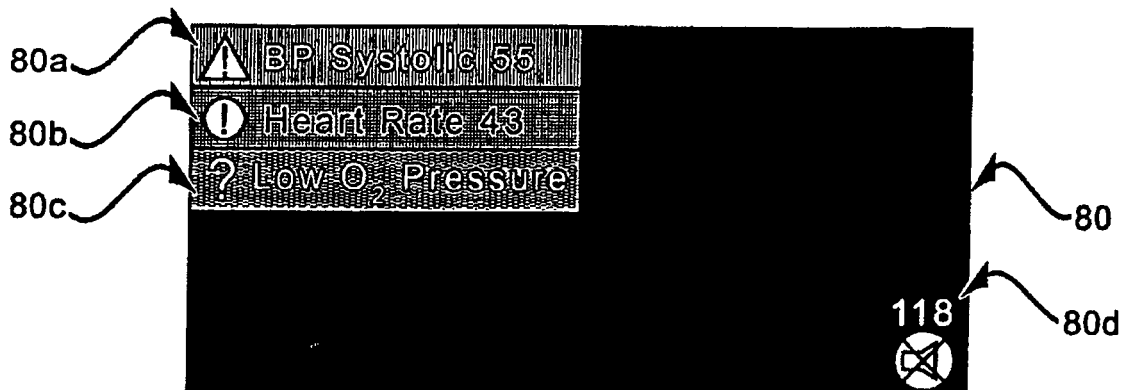 80a
BP Systolic 55
80b
Heart Rate 43
80c
? Low O₂ Pressure
80
118
80d